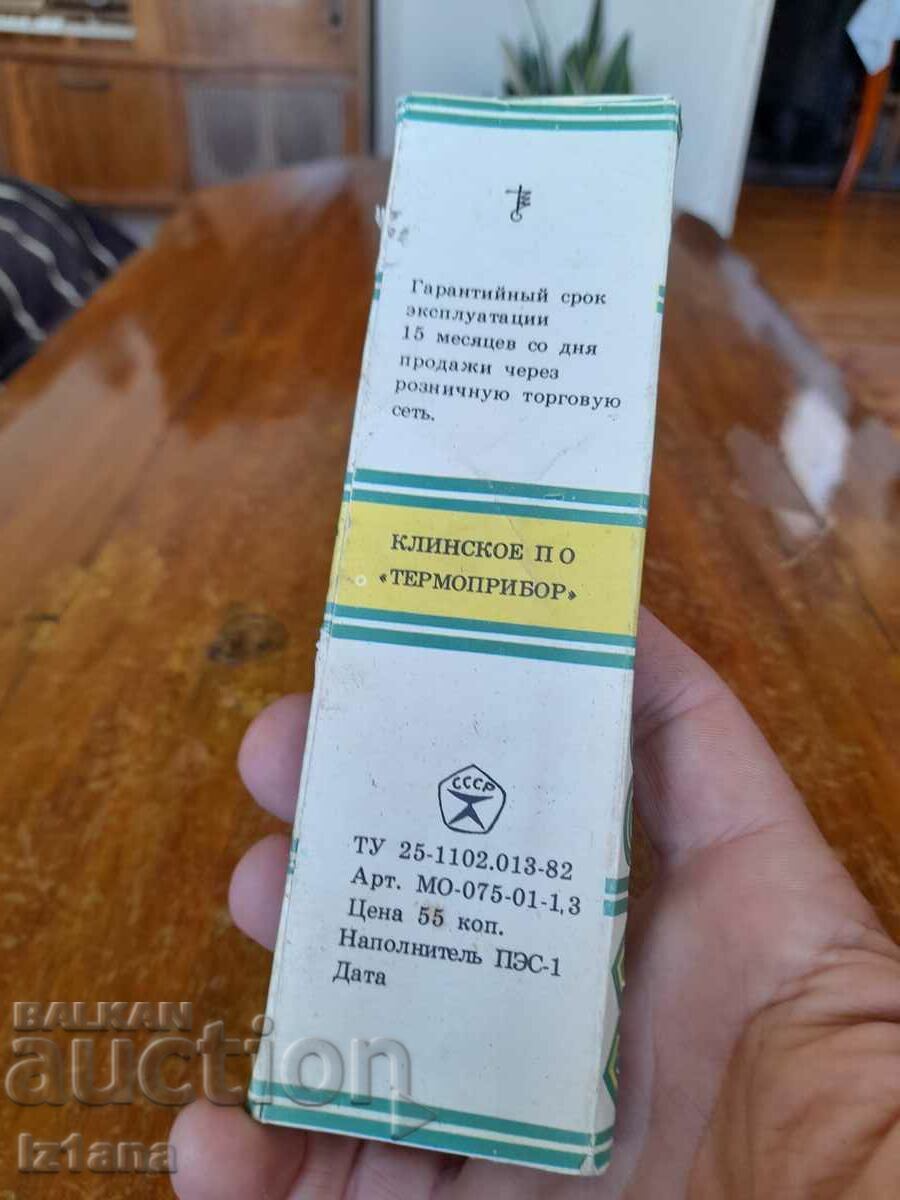 Гарантийный срок
эксплуатации
15 месяцев со дня
продажи через
розничную торговую
сеть.
КЛИНСКОЕ П О
«ТЕРМОПРИБОР»
СССР
ТУ 25-1102.013-82
Арт. МО-075-01-1,3
Цена 55 коп.
Наполнитель ПЭС-1
Дата
BALKAN
auction
Iz1ana